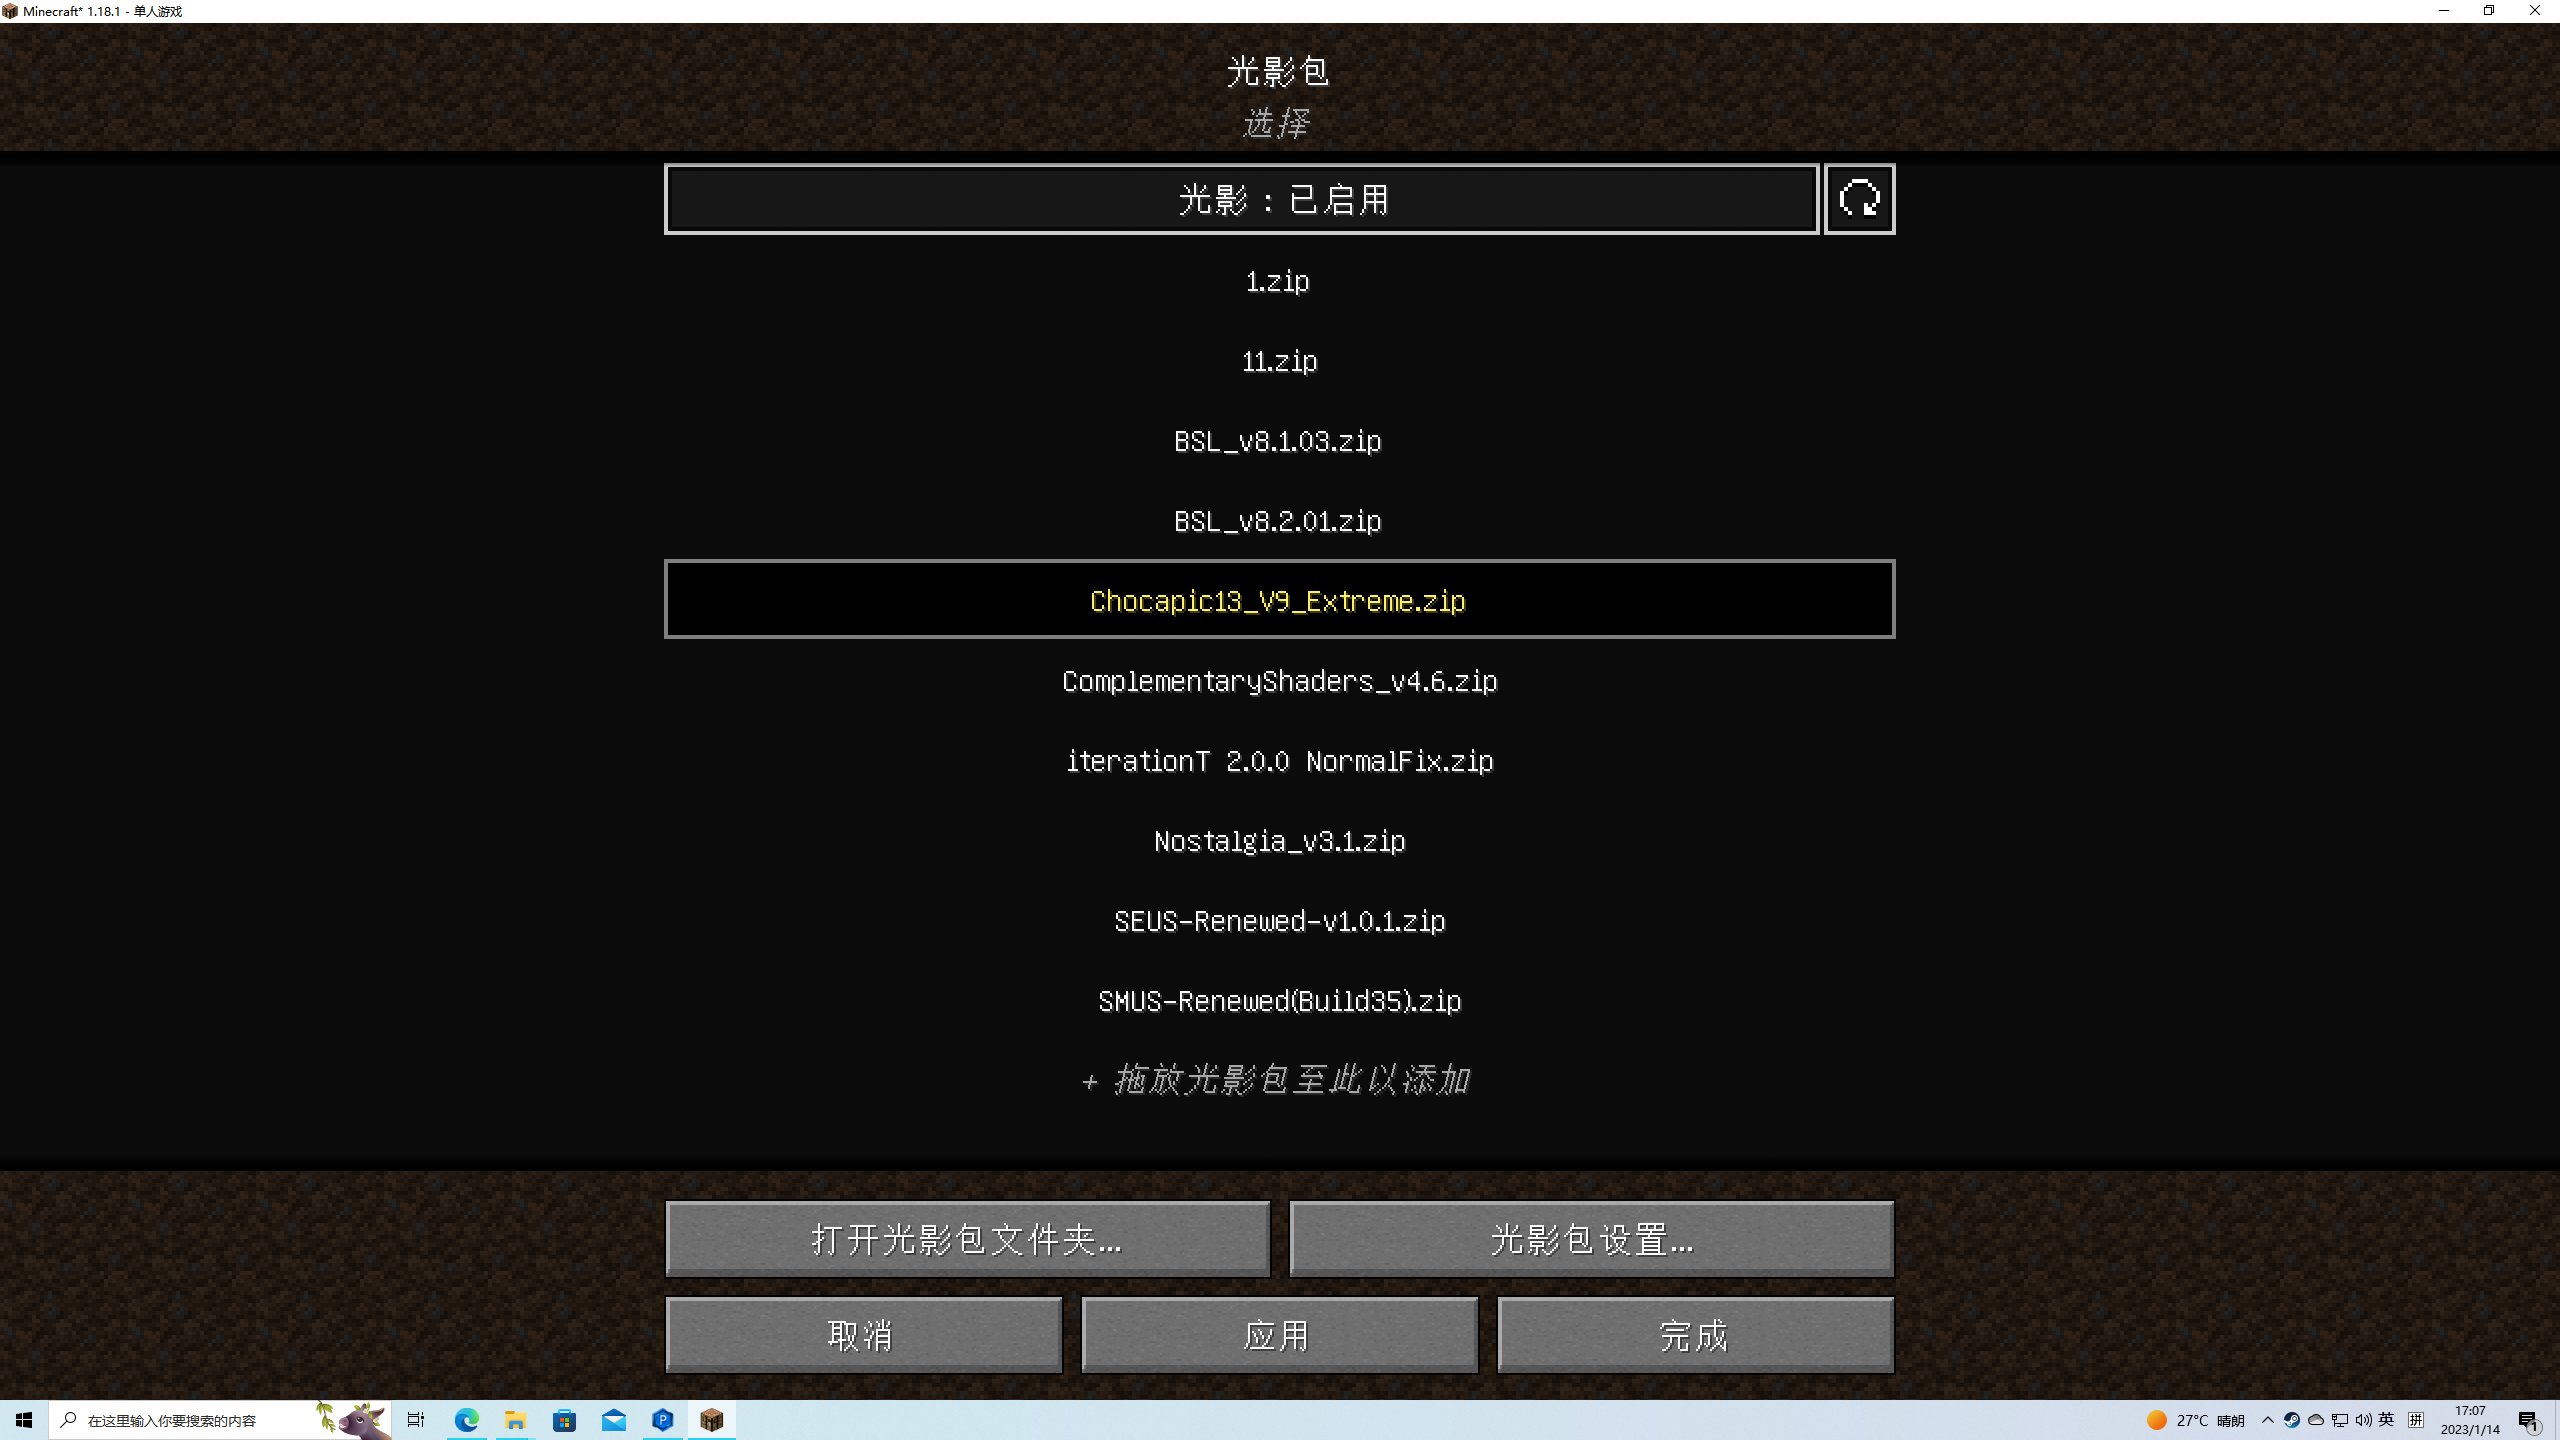 Minecraft* 1.18.1 - 单人游戏
光影包
选择
光影：已启用
1.zip
11.zip
BSL_v8.1.03.zip
BSL_v8.2.01.zip
Chocapic13_V9_Extreme.zip
ComplementaryShaders_v4.6.zip
iterationT 2.0.0 NormalFix.zip
Nostalgia_v3.1.zip
SEUS-Renewed-v1.0.1.zip
SMUS-Renewed(Build35).zip
+ 拖放光影包至此以添加
打开光影包文件夹... 光影包设置...
取消 应用 完成
在这里输入你要搜索的内容 27°C 晴朗 英 拼 17:07
2023/1/14 1